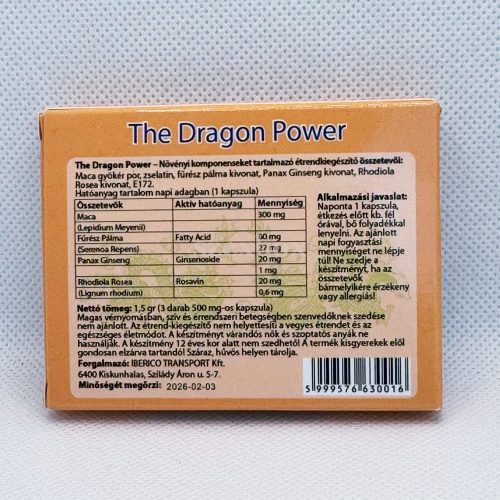 The Dragon Power
The Dragon Power – Növényi komponenseket tartalmazó étrendkiegészítő összetevői:
Maca gyökér por, zselatin, fűrész pálma kivonat, Panax Ginseng kivonat, Rhodiola
Rosea kivonat, E172.
Hatóanyag tartalom napi adagban (1 kapszula)
Összetevők Aktív hatóanyag Mennyiség
Maca 300 mg
(Lepidium Meyenii)
Fűrész Pálma Fatty Acid 60 mg
(Serenoa Repens) 27 mg
Panax Ginseng Ginsenoside 20 mg
1 mg
Rhodiola Rosea Rosavin 20 mg
(Lignum rhodium) 0,6 mg
Alkalmazási javaslat:
Naponta 1 kapszula,
étkezés előtt kb. fél
órával, bő folyadékkal
lenyelni. Az ajánlott
napi fogyasztási
mennyiséget ne lépje
túl! Ne szedje a
készítményt, ha az
összetevők
bármelyikére érzékeny
vagy allergiás!
Nettó tömeg: 1,5 gr (3 darab 500 mg-os kapszula)
Magas vérnyomásban, szív és érrendszeri betegségben szenvedőknek szedése
nem ajánlott. Az étrend-kiegészítő nem helyettesíti a vegyes étrendet és az
egészséges életmódot. A készítményt várandós nők és szoptatós anyák ne
használják. A készítmény 12 éves kor alatt nem szedhető! A termék kisgyerekek elől
gondosan elzárva tartandó! Száraz, hűvös helyen tárolja.
Forgalmazó: IBERICO TRANSPORT Kft.
6400 Kiskunhalas, Szilády Áron u. 5-7.
Minőségét megőrzi: 2026-02-03
5 999576 630016